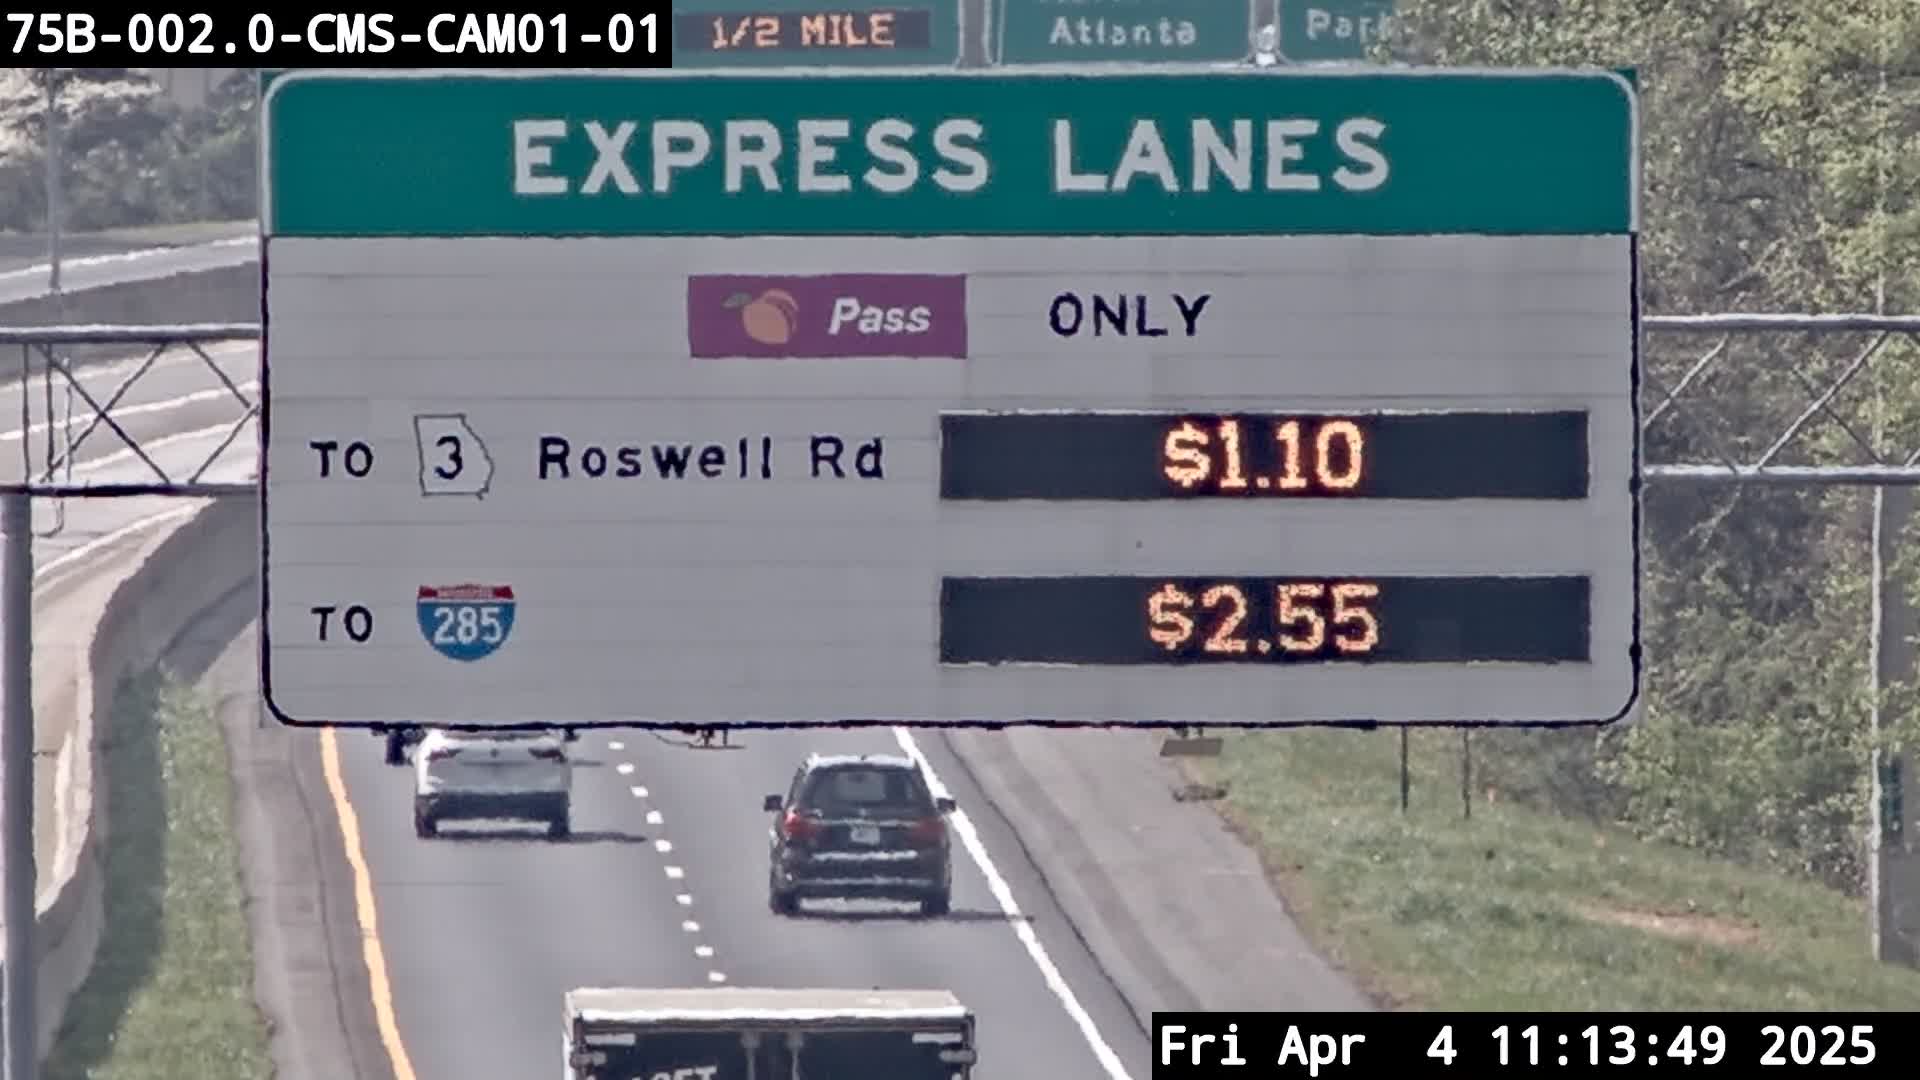 75B-002.0-CMS-CAM01-01
1/2 MILE
Atlanta
EXPRESS LANES
Pass ONLY
TO 3 Roswell Rd $1.10
TO 285 $2.55
Fri Apr 4 11:13:49 2025